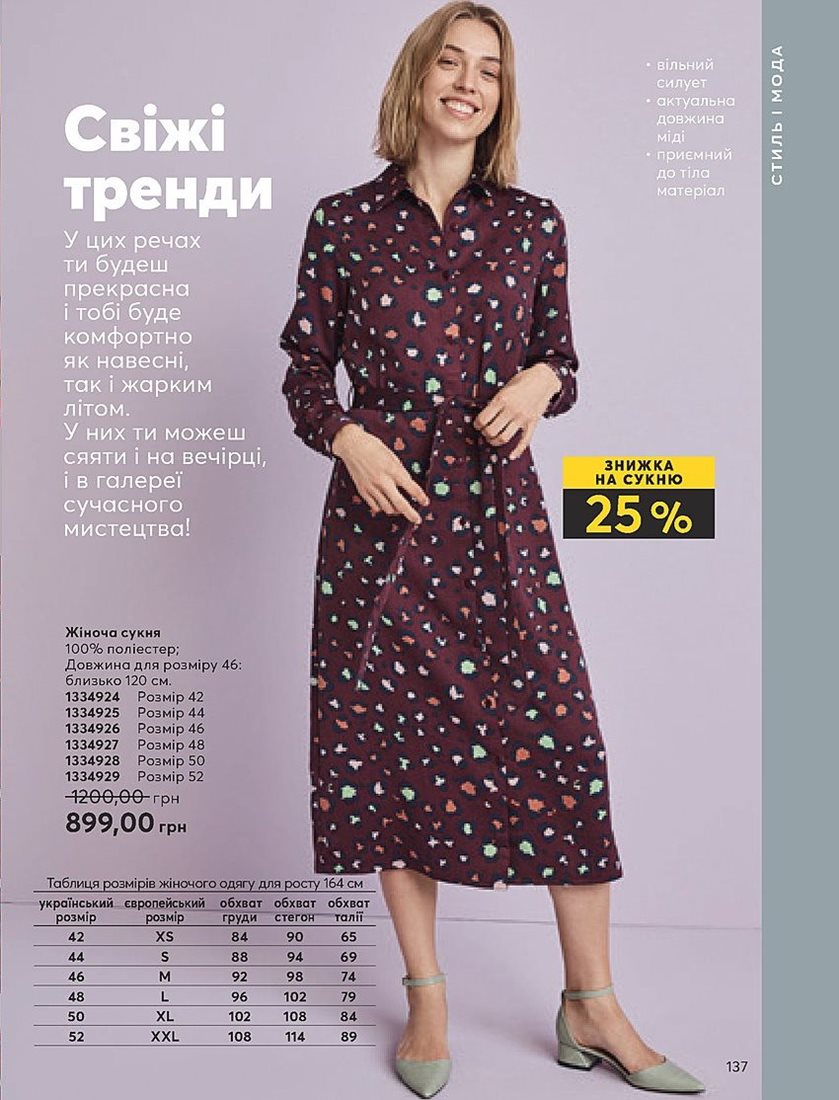 Свіжі
тренди
У цих речах
ти будеш
прекрасна
і тобі буде
комфортно
як навесні,
так і жарким
літом.
У них ти можеш
сяяти і на вечірці,
і в галереї
сучасного
мистецтва!
• вільний
силует
• актуальна
довжина
міді
• приємний
до тіла
матеріал
СТИЛЬ І МОДА
ЗНИЖКА
НА СУКНЮ
25%
Жіноча сукня
100% поліестер;
Довжина для розміру 46:
близько 120 см.
1334924 Розмір 42
1334925 Розмір 44
1334926 Розмір 46
1334927 Розмір 48
1334928 Розмір 50
1334929 Розмір 52
1200,00 грн
899,00 грн
Таблиця розмірів жіночого одягу для росту 164 см
український європейський обхват обхват обхват
розмір розмір груди стегон талії
42 XS 84 90 65
44 S 88 94 69
46 M 92 98 74
48 L 96 102 79
50 XL 102 108 84
52 XXL 108 114 89
137